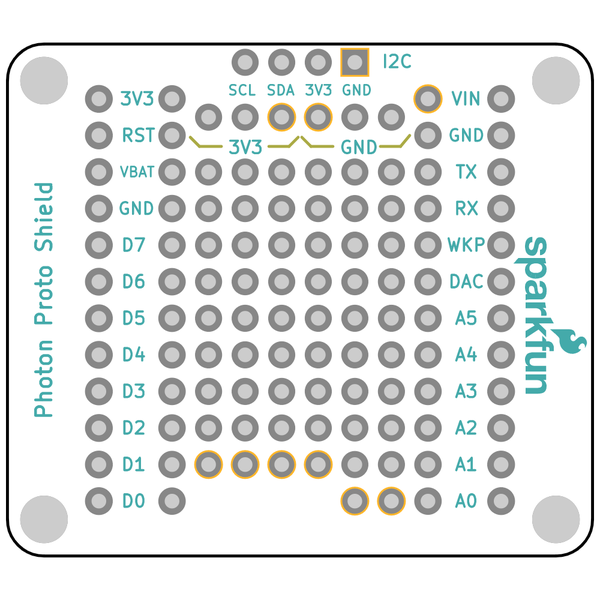 I2C
SCL SDA 3V3 GND
3V3 VIN
RST GND
3V3 GND
VBAT TX
GND RX
D7 WKP
D6 DAC
D5 A5
D4 A4
D3 A3
D2 A2
D1 A1
D0 A0
Photon Proto Shield
sparkfun